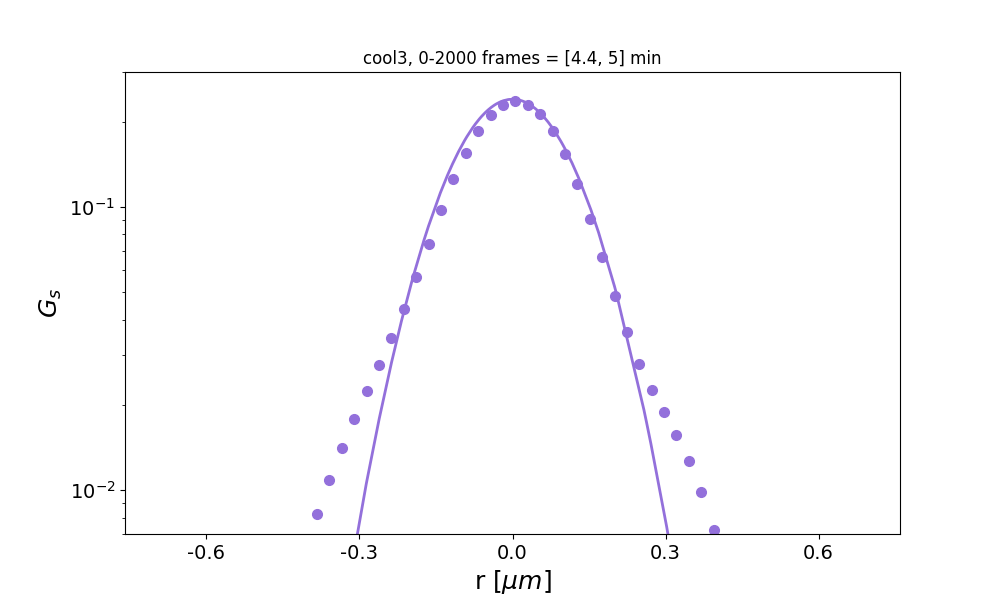 cool3, 0-2000 frames = [4.4, 5] min
10⁻¹
10⁻²
G_s
-0.6 -0.3 0.0 0.3 0.6
r [μm]